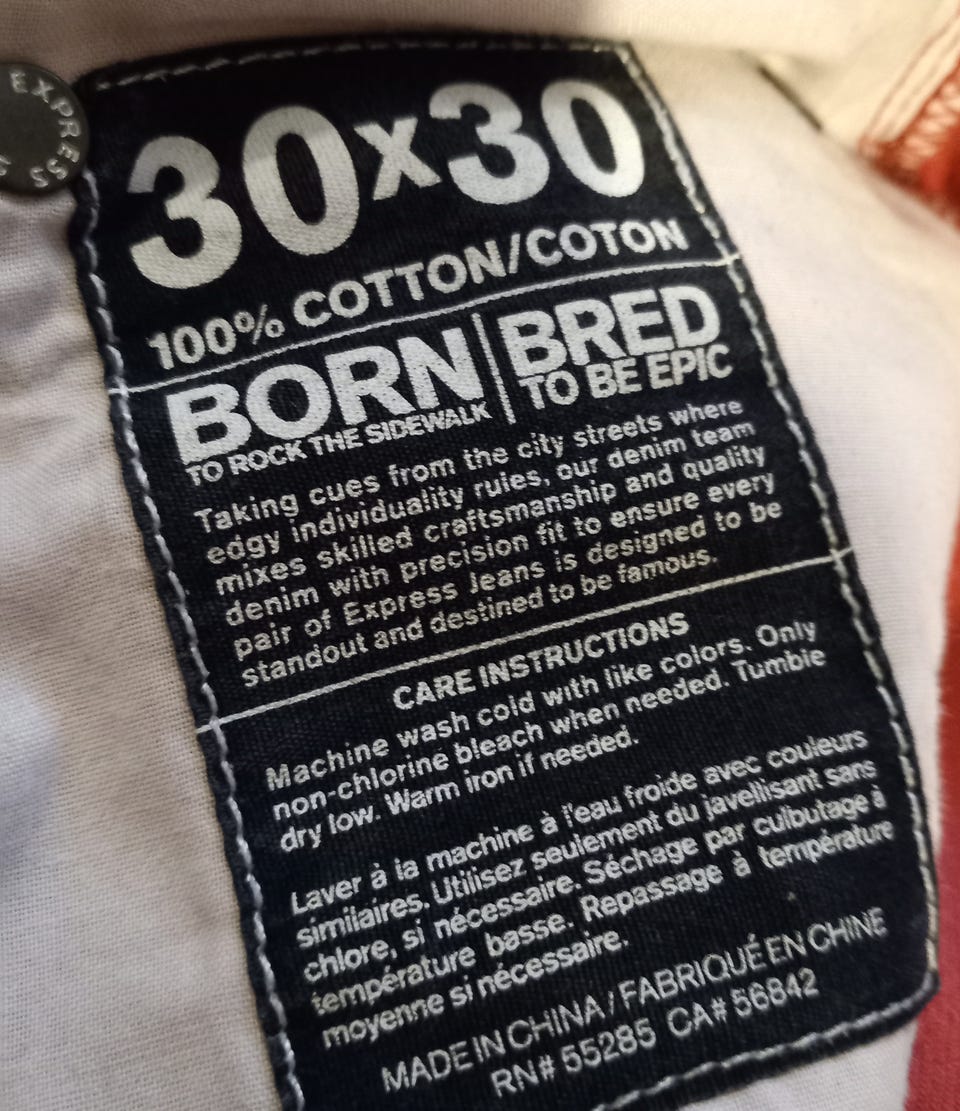 EXPRESS
30x30
100% COTTON/COTON
BORN
TO ROCK THE SIDEWALK
BRED
TO BE EPIC
Taking cues from the city streets where
edgy individuality rules, our denim team
mixes skilled craftsmanship and quality
denim with precision fit to ensure every
pair of Express Jeans is designed to be
standout and destined to be famous.
CARE INSTRUCTIONS
Machine wash cold with like colors. Only
non-chlorine bleach when needed. Tumble
dry low. Warm iron if needed.
Laver à la machine à l'eau froide avec couleurs
similaires. Utilisez seulement du javellisant sans
chlore, si nécessaire. Séchage par culbutage à
température basse. Repassage à température
moyenne si nécessaire.
MADE IN CHINA / FABRIQUÉ EN CHINE
RN# 55285 CA# 56842